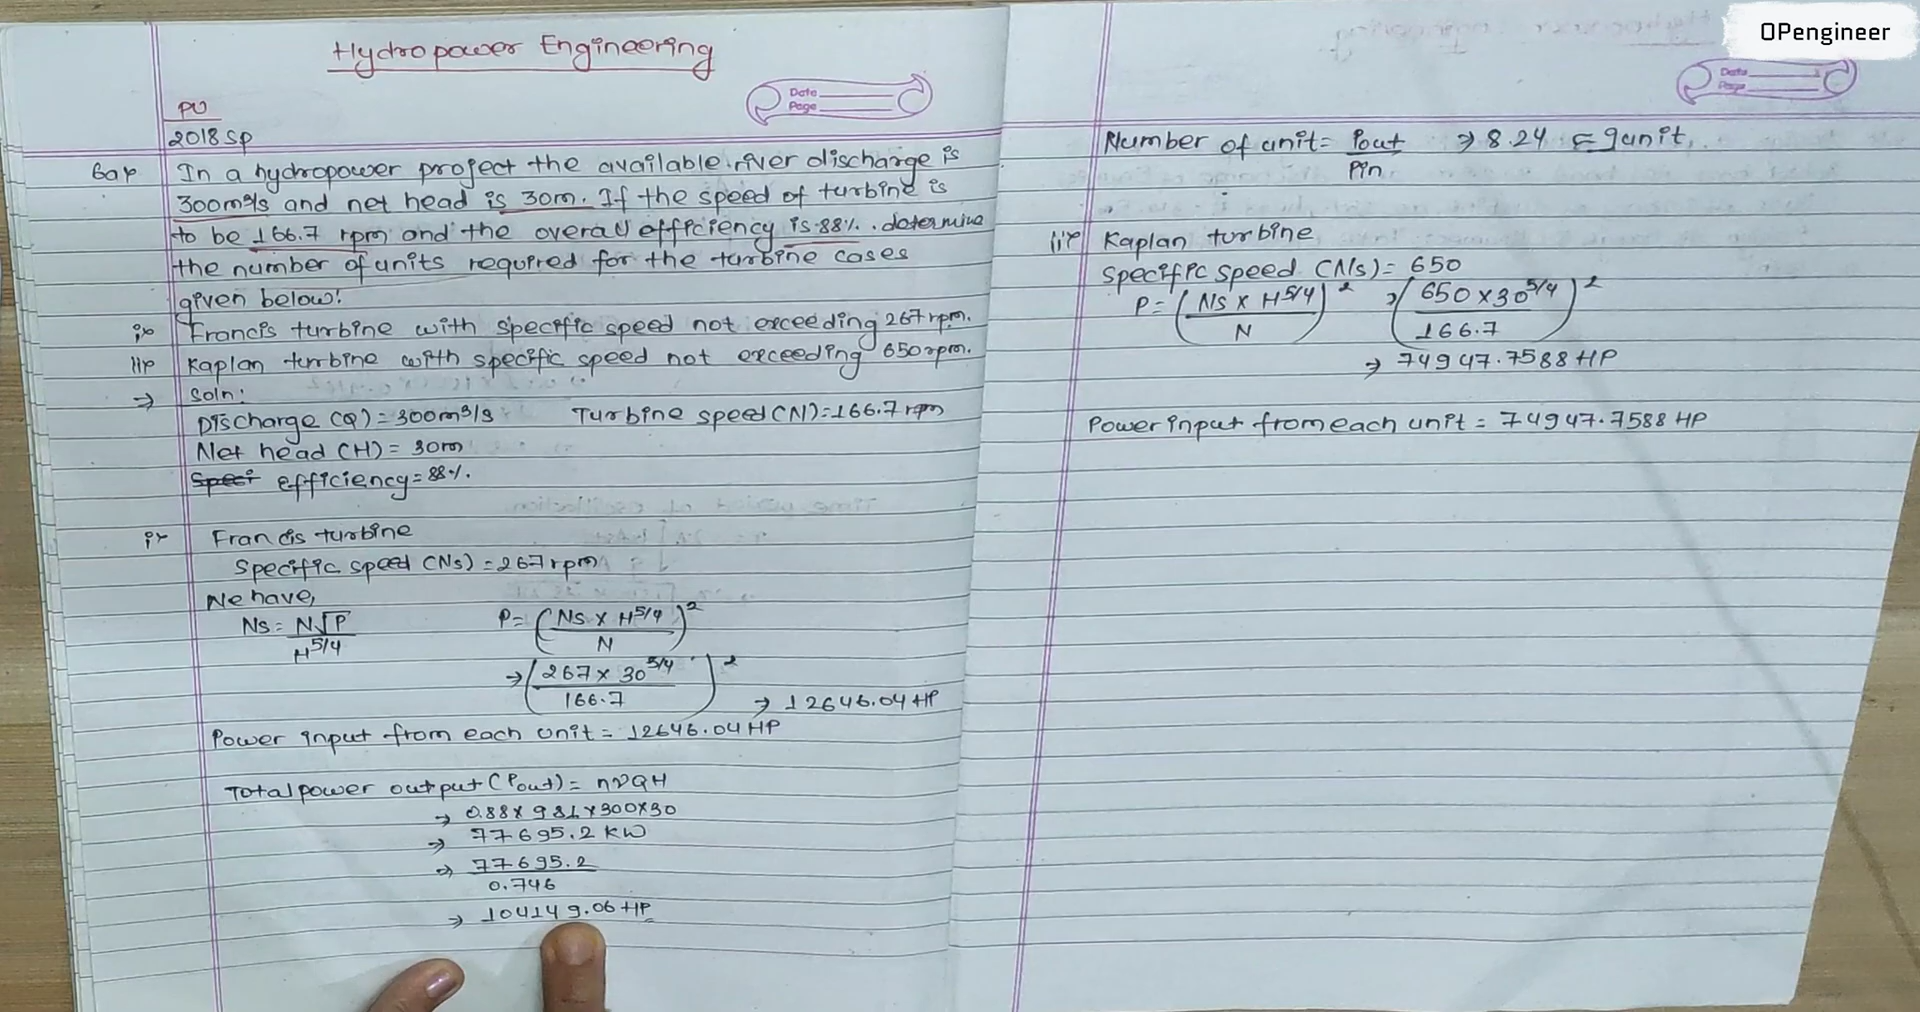 OPengineer
Hydropower Engineering
Date
Page
PU
2018 Sp
6a)
In a hydropower project the available river discharge is
300m³/s and net head is 30m. If the speed of turbine is
to be 166.7 rpm and the overall efficiency is 88%. determine
the number of units required for the turbine cases
given below:
i) Francis turbine with specific speed not exceeding 267 rpm.
ii) Kaplan turbine with specific speed not exceeding 650 rpm.
⇒ Soln:
Discharge (Q) = 300m³/s Turbine speed (N) = 166.7 rpm
Net head (H) = 30m
Speci efficiency = 88%.
i) Francis turbine
Specific speed (Ns) = 267 rpm
We have,
Ns = N√P / H^5/4 P = (Ns × H^5/4 / N)²
⇒ (267 × 30^5/4 / 166.7)² ⇒ 12646.04 HP
Power input from each unit = 12646.04 HP
Total power output (Pout) = ηγQH
⇒ 0.88 × 9.81 × 300 × 30
⇒ 77695.2 KW
⇒ 77695.2 / 0.746
⇒ 104149.06 HP
Date
Page
Number of unit = Pout / Pin ⇒ 8.24 ≈ 9unit.
ii) Kaplan turbine
Specific speed (Ns) = 650
P = (Ns × H^5/4 / N)² ⇒ (650 × 30^5/4 / 166.7)²
⇒ 74947.7588 HP
Power input from each unit = 74947.7588 HP